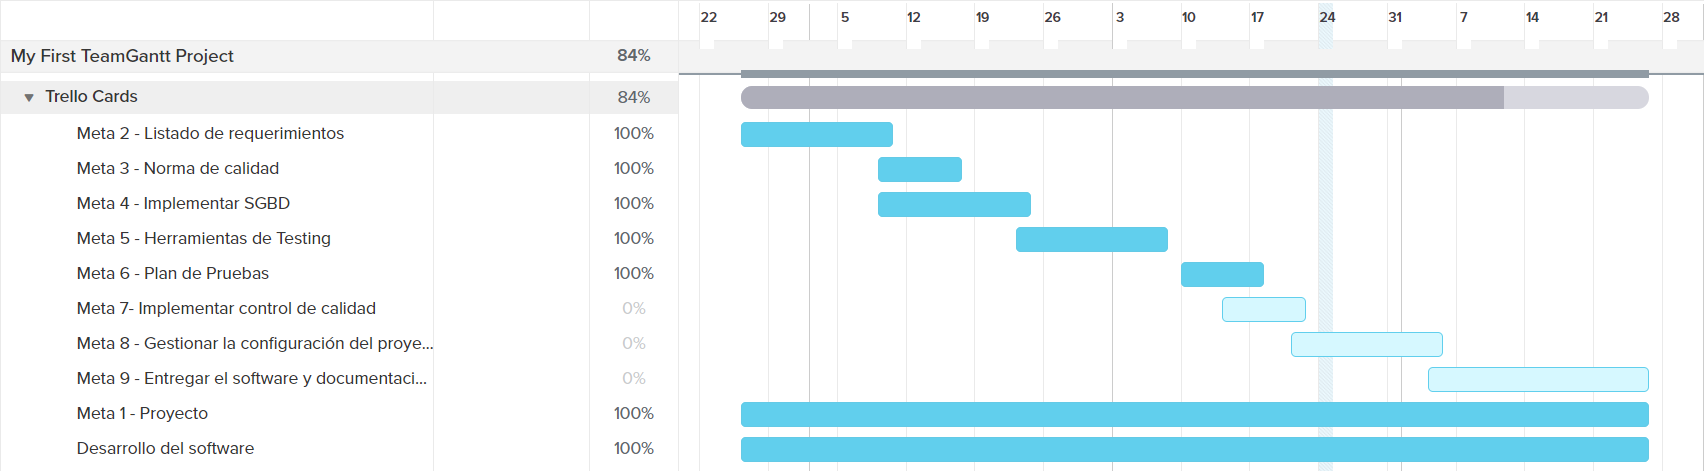 22 29 5 12 19 26 3 10 17 24 31 7 14 21 28
My First TeamGantt Project 84%
Trello Cards 84%
Meta 2 - Listado de requerimientos 100%
Meta 3 - Norma de calidad 100%
Meta 4 - Implementar SGBD 100%
Meta 5 - Herramientas de Testing 100%
Meta 6 - Plan de Pruebas 100%
Meta 7- Implementar control de calidad 0%
Meta 8 - Gestionar la configuración del proye... 0%
Meta 9 - Entregar el software y documentaci... 0%
Meta 1 - Proyecto 100%
Desarrollo del software 100%